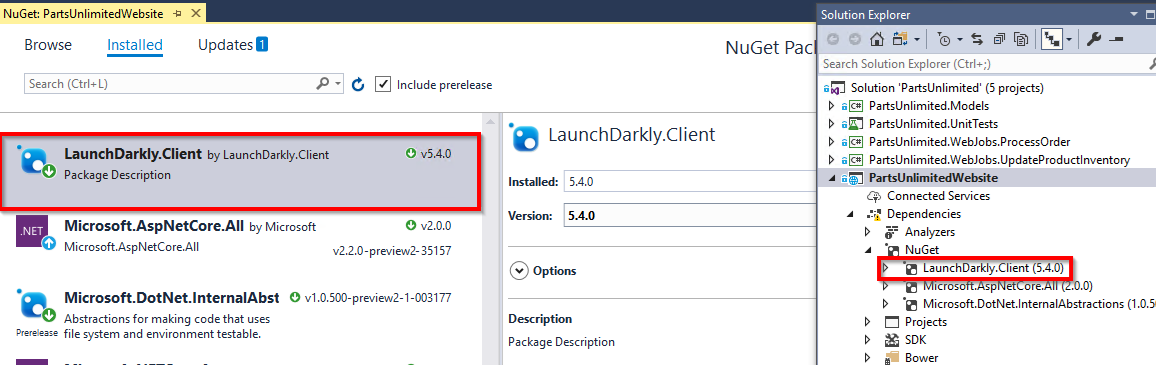 NuGet: PartsUnlimitedWebsite
Browse
Installed
Updates 1
NuGet Pac
Search (Ctrl+L)
Include prerelease
LaunchDarkly.Client by LaunchDarkly.Client
v5.4.0
Package Description
.NET
Microsoft.AspNetCore.All by Microsoft
v2.0.0
Microsoft.AspNetCore.All
v2.2.0-preview2-35157
Microsoft.DotNet.InternalAbst
v1.0.500-preview2-1-003177
Abstractions for making code that uses
file system and environment testable.
Prerelease
LaunchDarkly.Client
Installed:
5.4.0
Version:
5.4.0
Options
Description
Package Description
Solution Explorer
Search Solution Explorer (Ctrl+;)
Solution 'PartsUnlimited' (5 projects)
C# PartsUnlimited.Models
PartsUnlimited.UnitTests
C# PartsUnlimited.WebJobs.ProcessOrder
C# PartsUnlimited.WebJobs.UpdateProductInventory
PartsUnlimitedWebsite
Connected Services
Dependencies
Analyzers
NuGet
LaunchDarkly.Client (5.4.0)
Microsoft.AspNetCore.All (2.0.0)
Microsoft.DotNet.InternalAbstractions (1.0.50
Projects
SDK
Bower